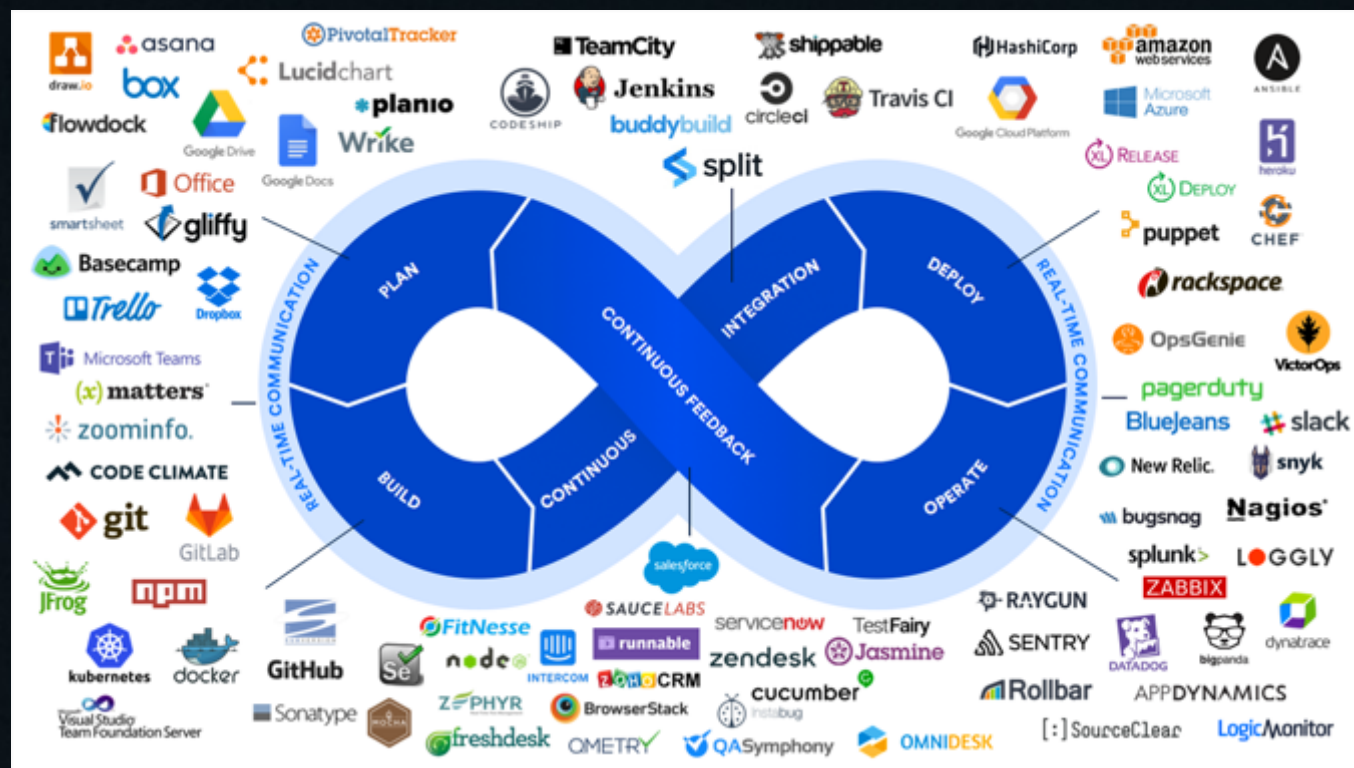 draw.io
asana
box
PivotalTracker
Lucidchart
planio
flowdock
Google Drive
Google Docs
Wrike
smartsheet
Office
gliffy
Basecamp
Trello
Dropbox
TeamCity
shippable
CODESHIP
Jenkins
buddybuild
circleci
Travis CI
split
HashiCorp
amazon
web services
ANSIBLE
Google Cloud Platform
Microsoft
Azure
XL RELEASE
heroku
XL DEPLOY
puppet
CHEF
rackspace
PLAN
CONTINUOUS FEEDBACK
INTEGRATION
DEPLOY
REAL-TIME COMMUNICATION
REAL-TIME COMMUNICATION
BUILD
CONTINUOUS
OPERATE
Microsoft Teams
(x) matters
zoominfo.
OpsGenie
VictorOps
pagerduty
BlueJeans
slack
CODE CLIMATE
git
GitLab
JFrog
npm
kubernetes
docker
GitHub
Visual Studio
Team Foundation Server
Sonatype
New Relic.
snyk
bugsnag
Nagios®
splunk>
LOGGLY
ZABBIX
RAYGUN
SENTRY
DATADOG
bigpanda
dynatrace
Rollbar
APPDYNAMICS
[:]SourceClear
LogicMonitor
salesforce
SAUCELABS
FitNesse
Se
node
INTERCOM
runnable
servicenow
TestFairy
zendesk
Jasmine
ZOHO CRM
cucumber
ZEPHYR
BrowserStack
instabug
MOCHA
freshdesk
QMETRY
QASymphony
OMNIDESK